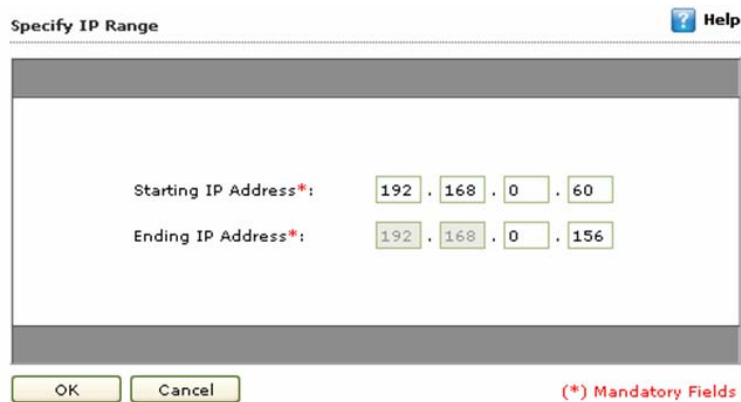 Specify IP Range
? Help
Starting IP Address*: 192 . 168 . 0 . 60
Ending IP Address*: 192 . 168 . 0 . 156
OK Cancel (*) Mandatory Fields